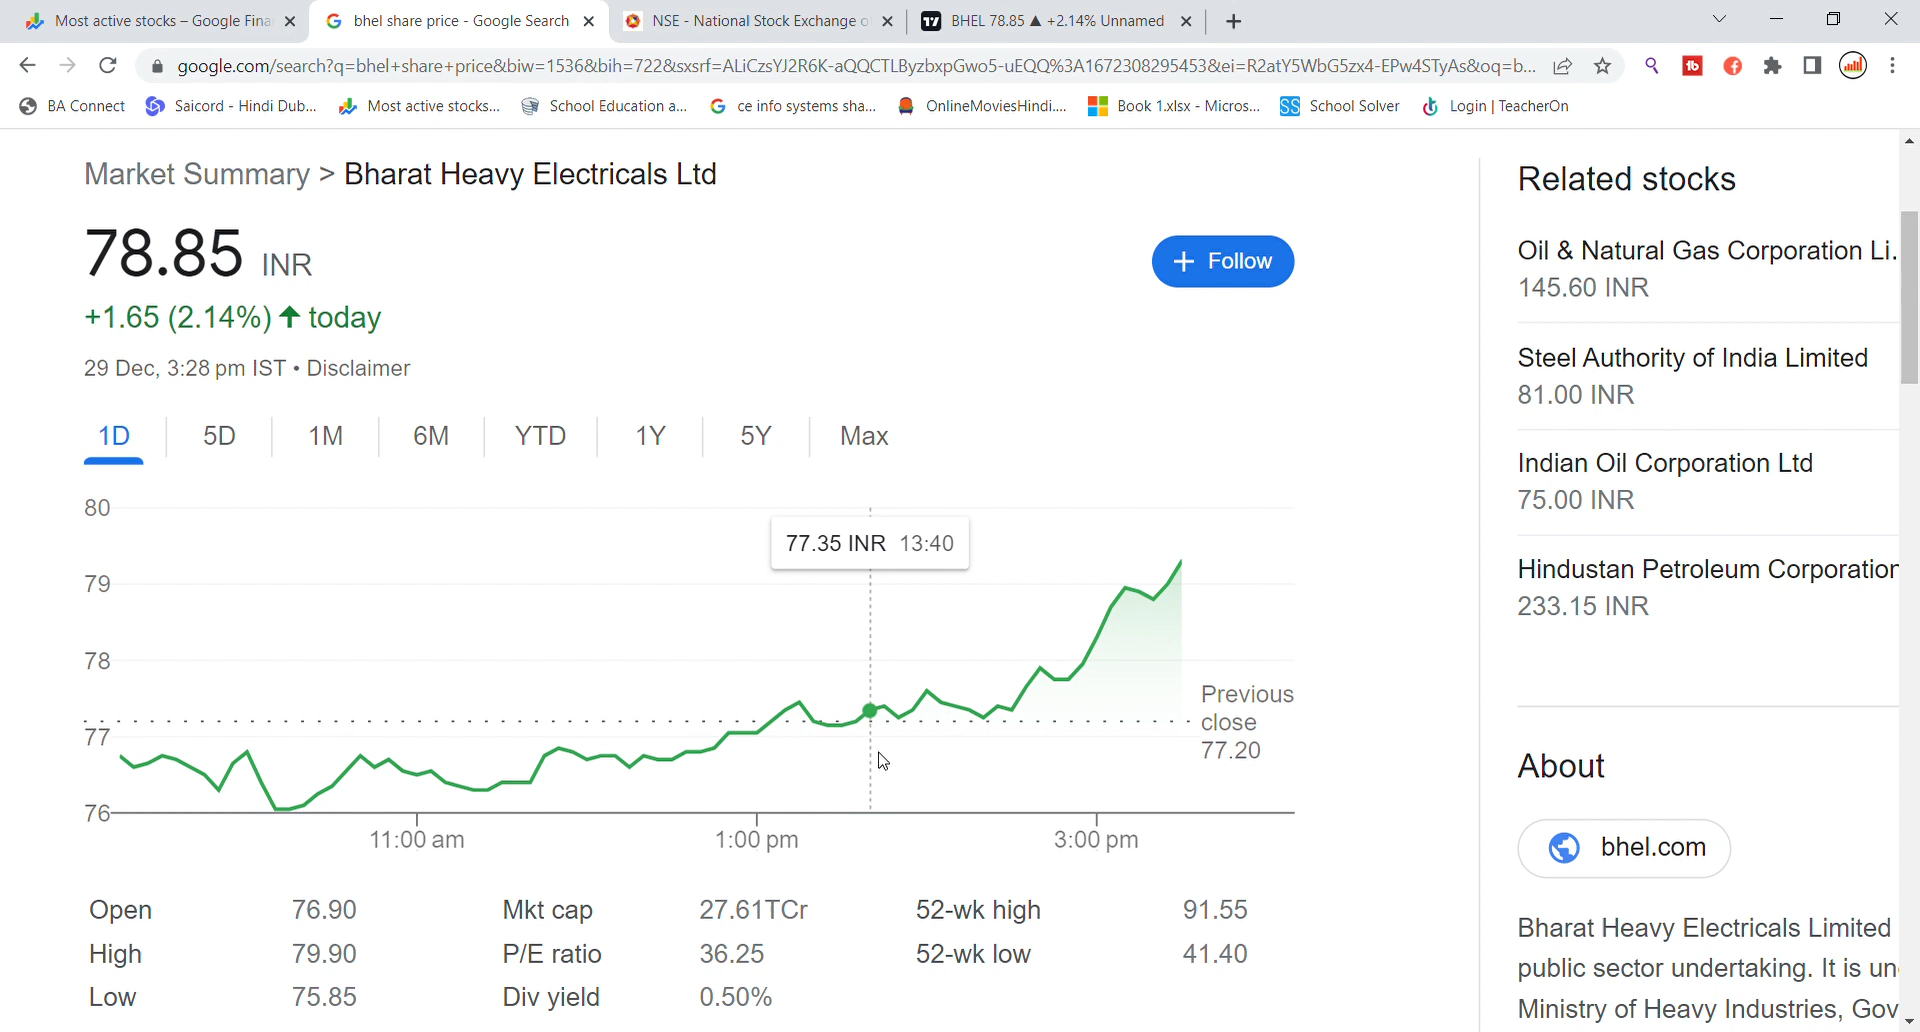 Most active stocks – Google Fina
bhel share price - Google Search
NSE - National Stock Exchange o
BHEL 78.85 ▲ +2.14% Unnamed
google.com/search?q=bhel+share+price&biw=1536&bih=722&sxsrf=ALiCzsYJ2R6K-aQQCTLByzbxpGwo5-uEQQ%3A1672308295453&ei=R2atY5WbG5zx4-EPw4STyAs&oq=b...
BA Connect
Saicord - Hindi Dub...
Most active stocks...
School Education a...
ce info systems sha...
OnlineMoviesHindi....
Book 1.xlsx - Micros...
SS School Solver
Login | TeacherOn
Market Summary > Bharat Heavy Electricals Ltd
78.85 INR
+ Follow
+1.65 (2.14%) ↑ today
29 Dec, 3:28 pm IST • Disclaimer
1D 5D 1M 6M YTD 1Y 5Y Max
80
77.35 INR 13:40
79
78
77
76
Previous
close
77.20
11:00 am 1:00 pm 3:00 pm
Open 76.90 Mkt cap 27.61TCr 52-wk high 91.55
High 79.90 P/E ratio 36.25 52-wk low 41.40
Low 75.85 Div yield 0.50%
Related stocks
Oil & Natural Gas Corporation Li.
145.60 INR
Steel Authority of India Limited
81.00 INR
Indian Oil Corporation Ltd
75.00 INR
Hindustan Petroleum Corporation
233.15 INR
About
bhel.com
Bharat Heavy Electricals Limited
public sector undertaking. It is un
Ministry of Heavy Industries, Gov